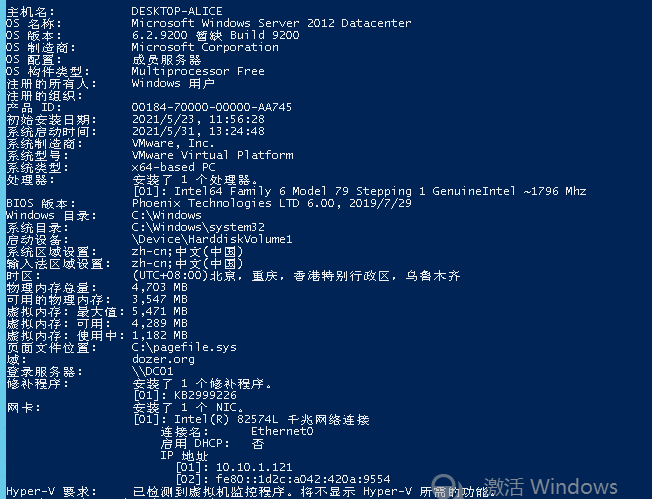 主机名:           DESKTOP-ALICE
OS 名称:          Microsoft Windows Server 2012 Datacenter
OS 版本:          6.2.9200 暂缺 Build 9200
OS 制造商:        Microsoft Corporation
OS 配置:          成员服务器
OS 构件类型:      Multiprocessor Free
注册的所有人:     Windows 用户
注册的组织:
产品 ID:          00184-70000-00000-AA745
初始安装日期:     2021/5/23, 11:56:28
系统启动时间:     2021/5/31, 13:24:48
系统制造商:       VMware, Inc.
系统型号:         VMware Virtual Platform
系统类型:         x64-based PC
处理器:           安装了 1 个处理器。
                  [01]: Intel64 Family 6 Model 79 Stepping 1 GenuineIntel ~1796 Mhz
BIOS 版本:        Phoenix Technologies LTD 6.00, 2019/7/29
Windows 目录:     C:\Windows
系统目录:         C:\Windows\system32
启动设备:         \Device\HarddiskVolume1
系统区域设置:     zh-cn;中文(中国)
输入法区域设置:   zh-cn;中文(中国)
时区:             (UTC+08:00)北京，重庆，香港特别行政区，乌鲁木齐
物理内存总量:     4,703 MB
可用的物理内存:   3,547 MB
虚拟内存: 最大值: 5,471 MB
虚拟内存: 可用:   4,289 MB
虚拟内存: 使用中: 1,182 MB
页面文件位置:     C:\pagefile.sys
域:               dozer.org
登录服务器:       \\DC01
修补程序:         安装了 1 个修补程序。
                  [01]: KB2999226
网卡:             安装了 1 个 NIC。
                  [01]: Intel(R) 82574L 千兆网络连接
                      连接名:      Ethernet0
                      启用 DHCP:   否
                      IP 地址
                        [01]: 10.10.1.121
                        [02]: fe80::1d2c:a042:420a:9554
Hyper-V 要求:     已检测到虚拟机监控程序。将不显示 Hyper-V 所需的功能。
激活 Windows